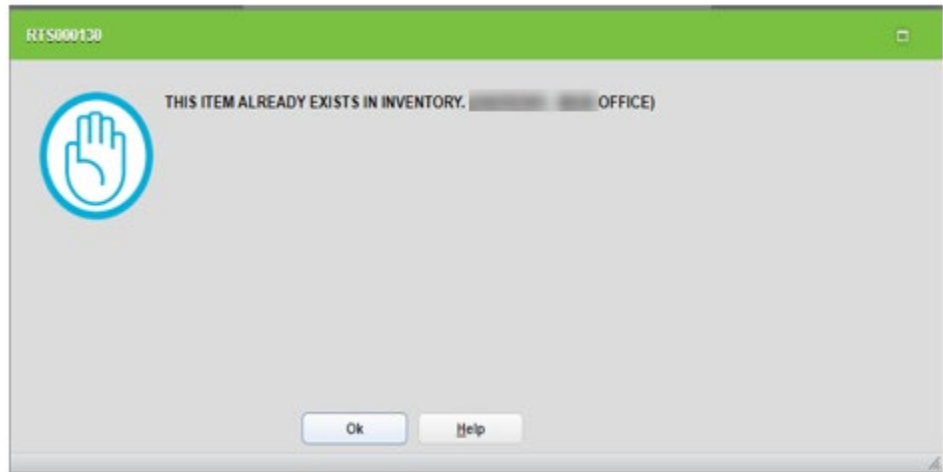 RTS000130
THIS ITEM ALREADY EXISTS IN INVENTORY. OFFICE)
Ok
Help